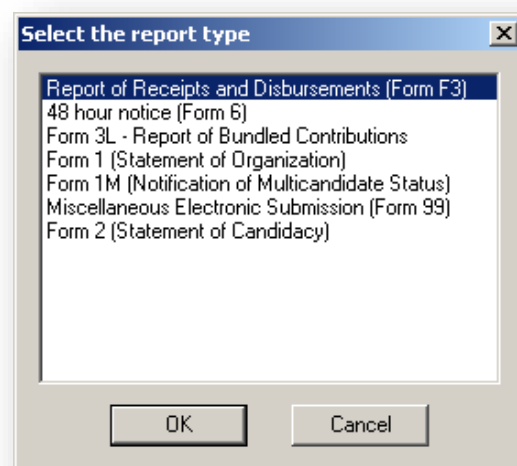 Select the report type
Report of Receipts and Disbursements (Form F3)
48 hour notice (Form 6)
Form 3L - Report of Bundled Contributions
Form 1 (Statement of Organization)
Form 1M (Notification of Multicandidate Status)
Miscellaneous Electronic Submission (Form 99)
Form 2 (Statement of Candidacy)
OK
Cancel